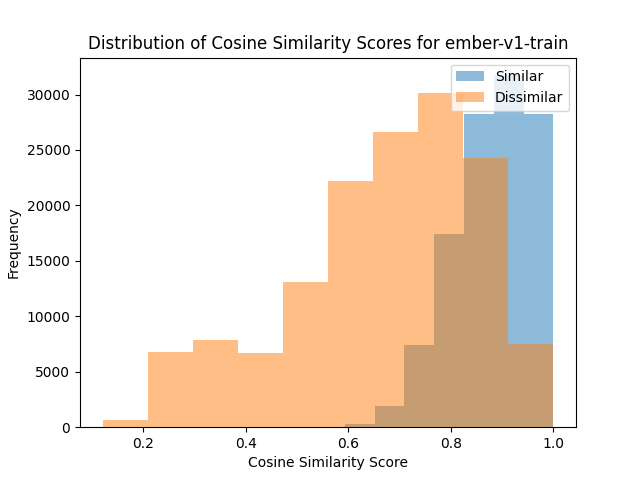 Distribution of Cosine Similarity Scores for ember-v1-train
Similar
Dissimilar
30000
25000
20000
15000
10000
5000
0
Frequency
0.2 0.4 0.6 0.8 1.0
Cosine Similarity Score